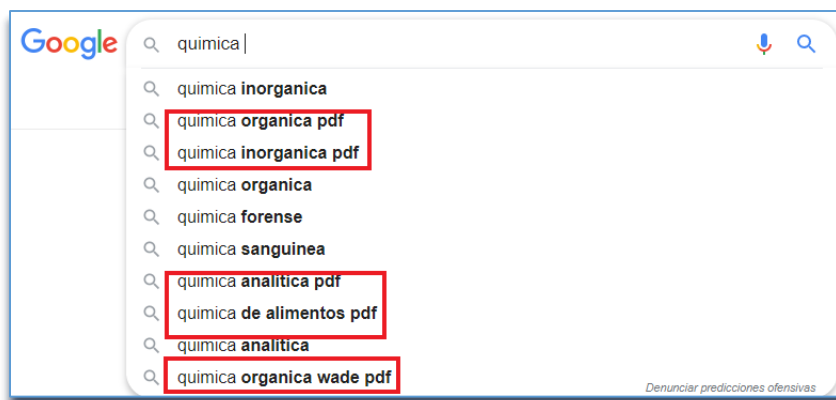 Google
quimica
quimica inorganica
quimica organica pdf
quimica inorganica pdf
quimica organica
quimica forense
quimica sanguinea
quimica analitica pdf
quimica de alimentos pdf
quimica analitica
quimica organica wade pdf
Denunciar predicciones ofensivas